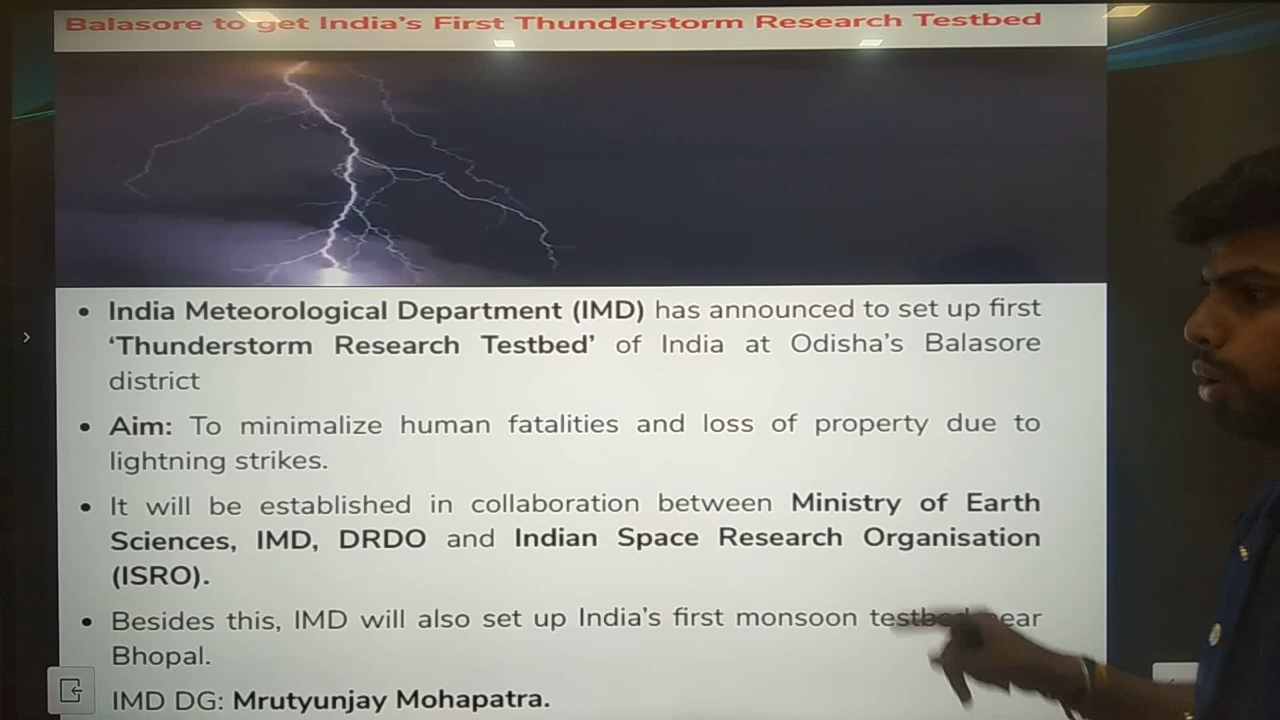 Balasore to get India's First Thunderstorm Research Testbed
• India Meteorological Department (IMD) has announced to set up first
'Thunderstorm Research Testbed' of India at Odisha's Balasore
district
• Aim: To minimalize human fatalities and loss of property due to
lightning strikes.
• It will be established in collaboration between Ministry of Earth
Sciences, IMD, DRDO and Indian Space Research Organisation
(ISRO).
• Besides this, IMD will also set up India's first monsoon testbed near
Bhopal.
IMD DG: Mrutyunjay Mohapatra.